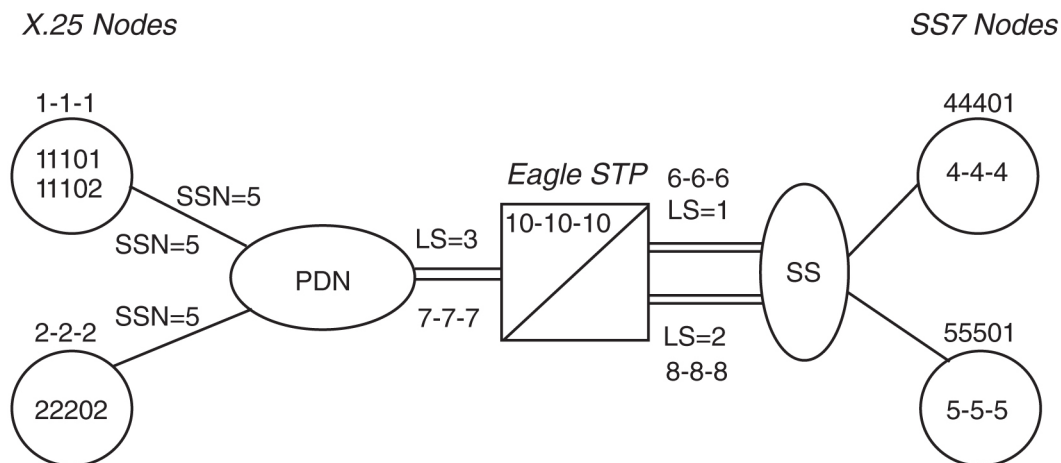 X.25 Nodes
SS7 Nodes
1-1-1
11101
11102
SSN=5
SSN=5
SSN=5
2-2-2
22202
PDN
LS=3
7-7-7
Eagle STP
10-10-10
6-6-6
LS=1
LS=2
8-8-8
SS
44401
4-4-4
55501
5-5-5